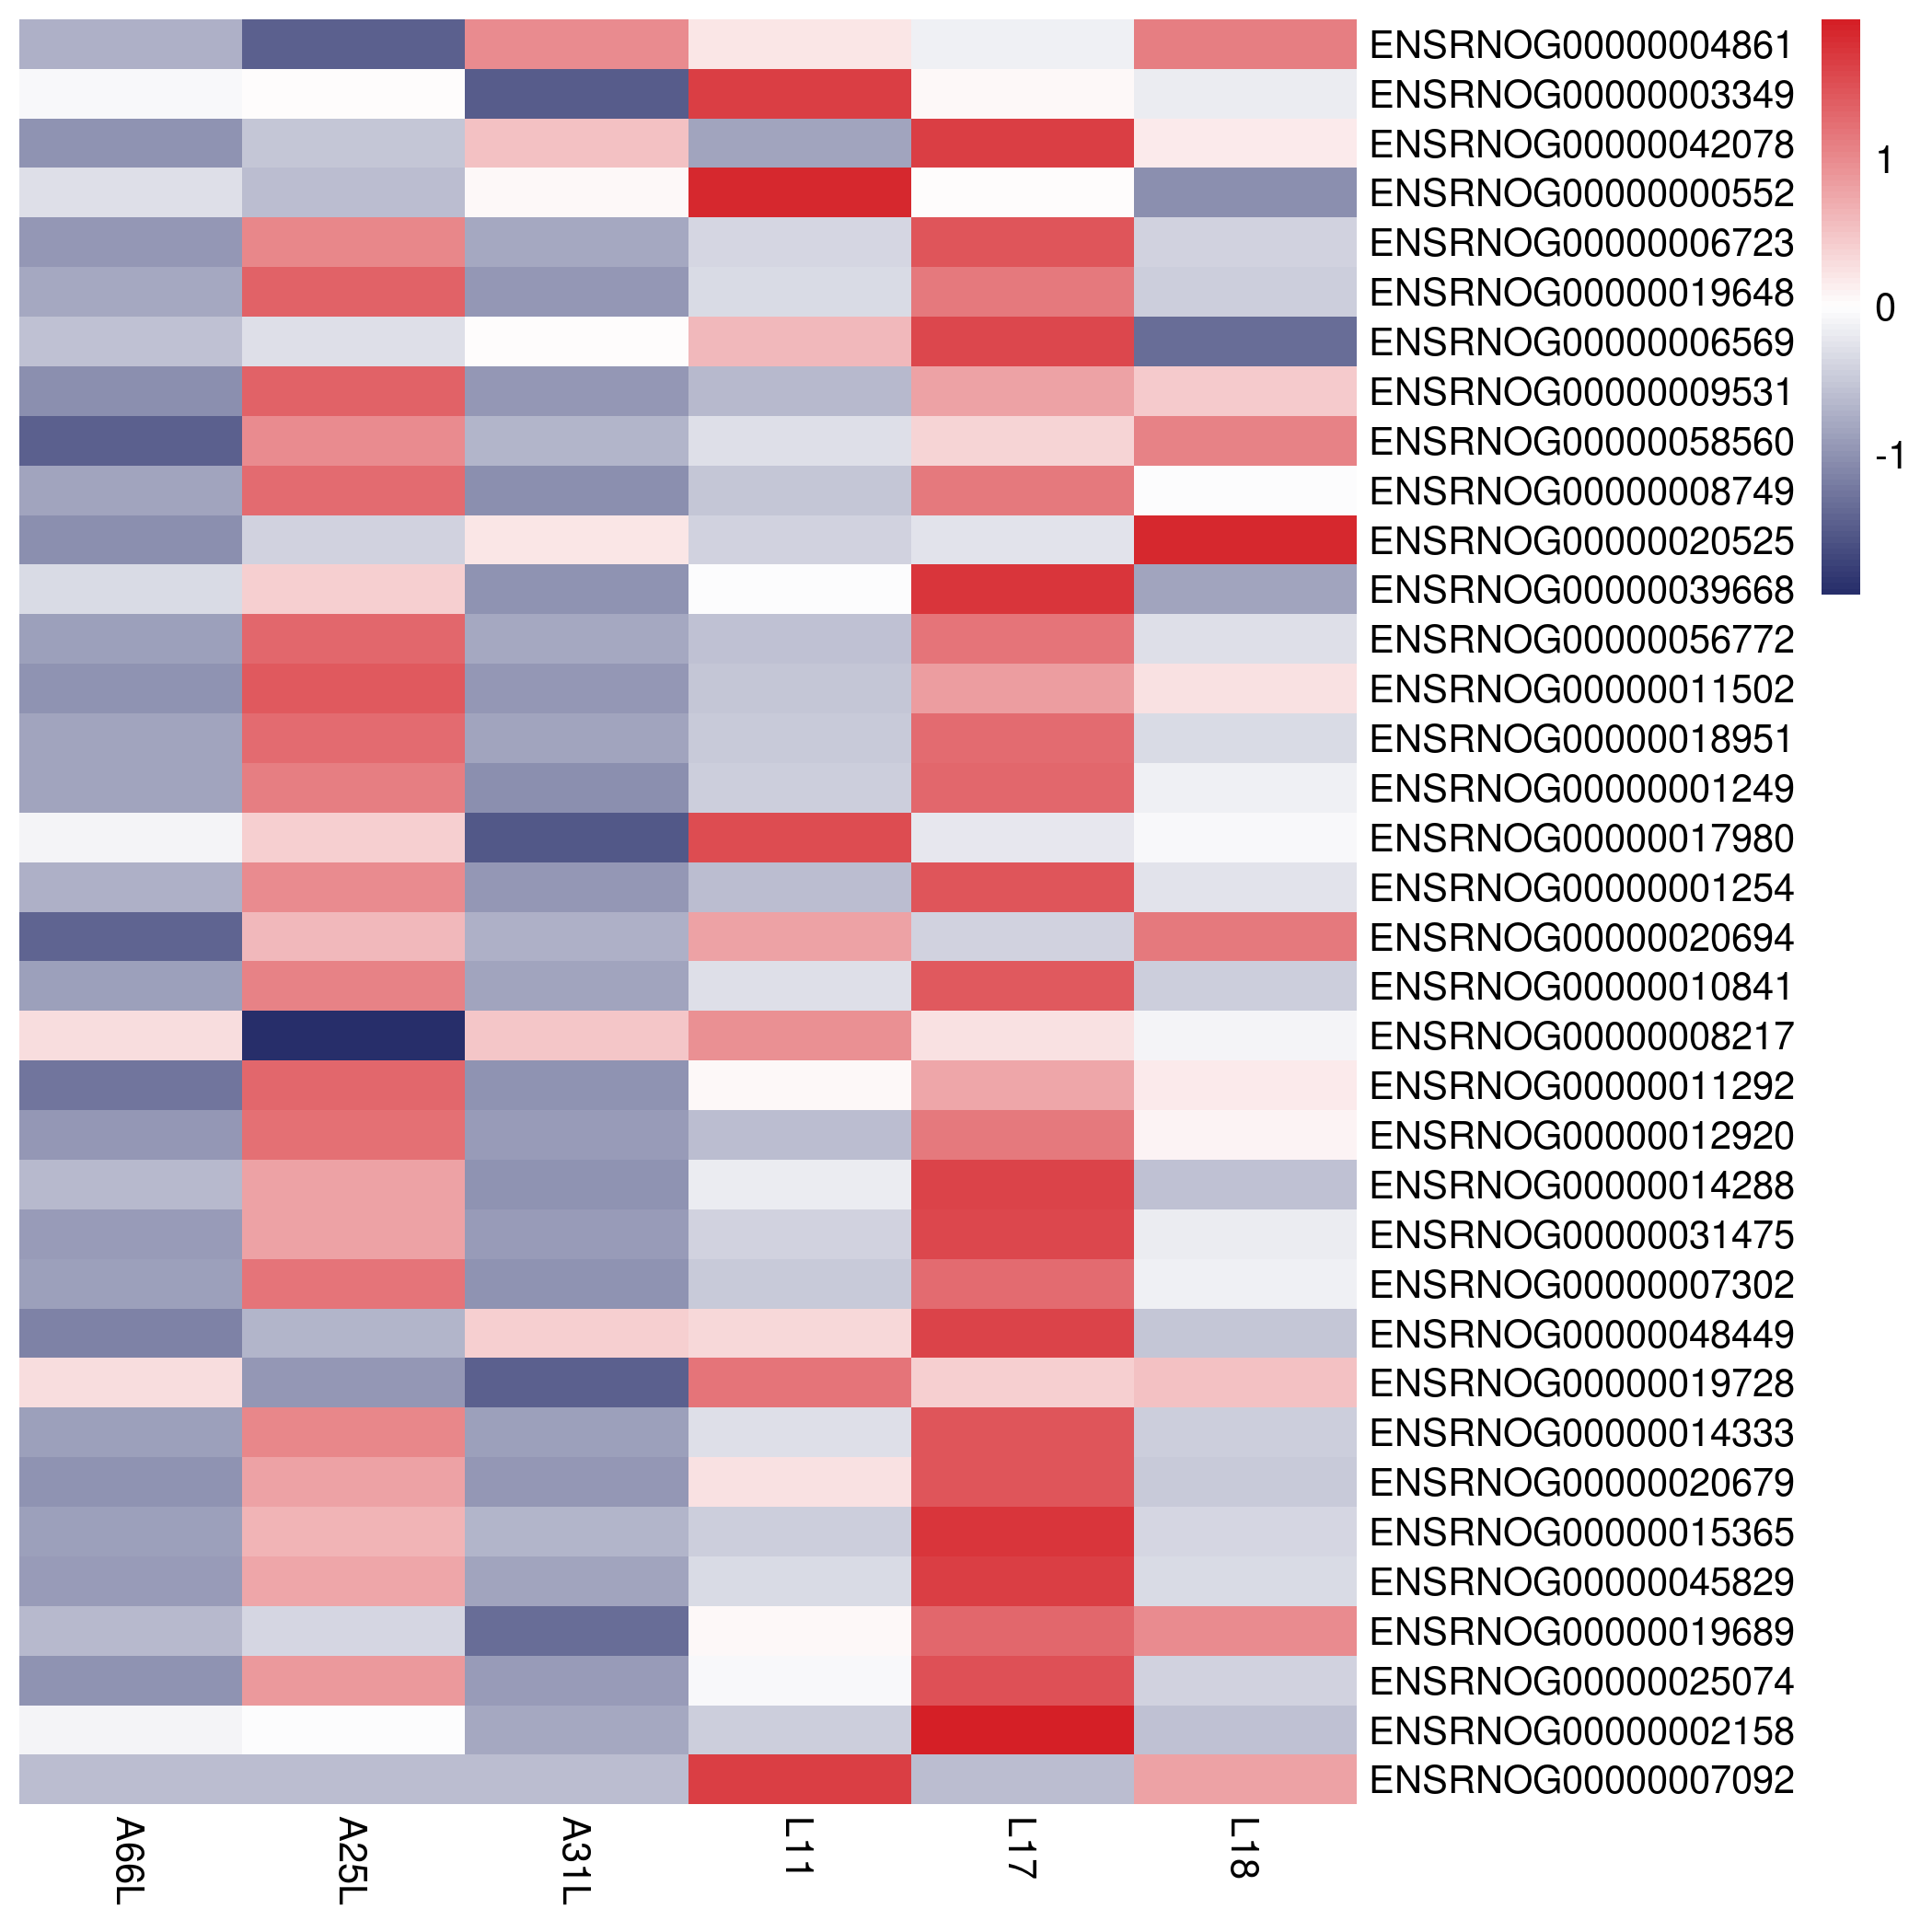 ENSRNOG00000004861
ENSRNOG00000003349
ENSRNOG00000042078
ENSRNOG00000000552
ENSRNOG00000006723
ENSRNOG00000019648
ENSRNOG00000006569
ENSRNOG00000009531
ENSRNOG00000058560
ENSRNOG00000008749
ENSRNOG00000020525
ENSRNOG00000039668
ENSRNOG00000056772
ENSRNOG00000011502
ENSRNOG00000018951
ENSRNOG00000001249
ENSRNOG00000017980
ENSRNOG00000001254
ENSRNOG00000020694
ENSRNOG00000010841
ENSRNOG00000008217
ENSRNOG00000011292
ENSRNOG00000012920
ENSRNOG00000014288
ENSRNOG00000031475
ENSRNOG00000007302
ENSRNOG00000048449
ENSRNOG00000019728
ENSRNOG00000014333
ENSRNOG00000020679
ENSRNOG00000015365
ENSRNOG00000045829
ENSRNOG00000019689
ENSRNOG00000025074
ENSRNOG00000002158
ENSRNOG00000007092
A66L
A25L
A31L
L11
L17
L18
1
0
-1